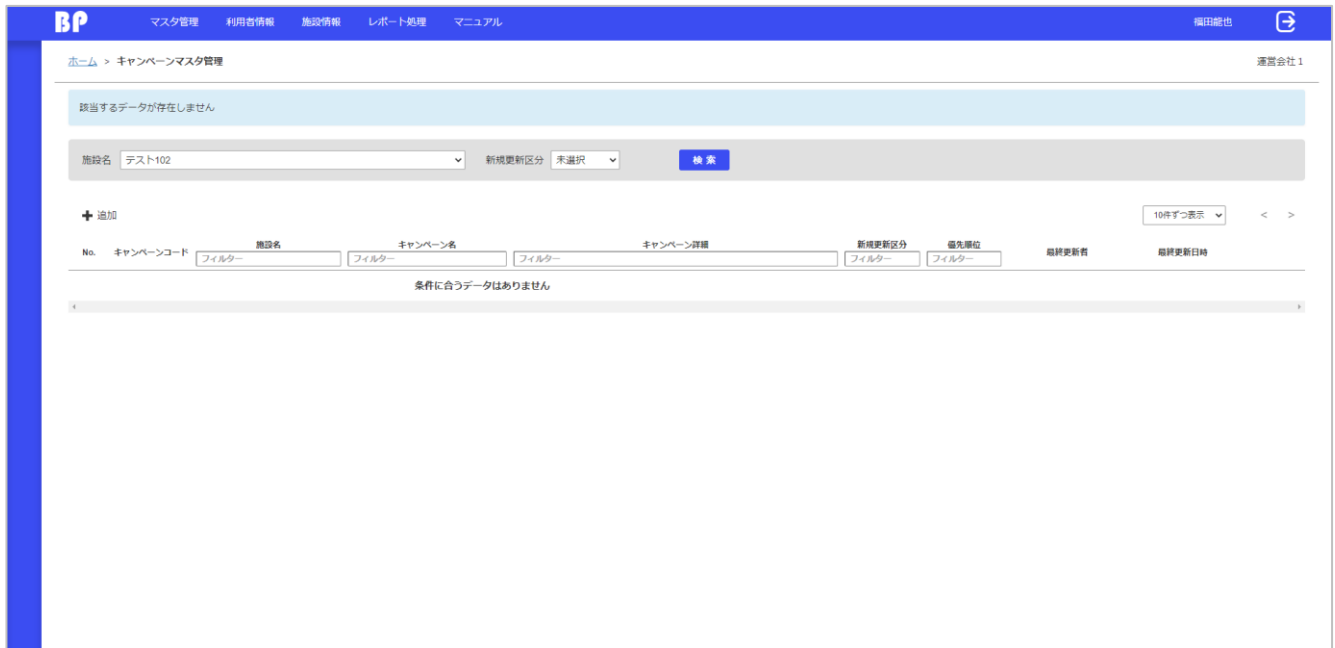 BP マスタ管理 利用者情報 施設情報 レポート処理 マニュアル 福田龍也
ホーム > キャンペーンマスタ管理 運営会社1
該当するデータが存在しません
施設名 テスト102 新規更新区分 未選択 検索
追加 10件ずつ表示 < >
No. キャンペーンコード 施設名 キャンペーン名 キャンペーン詳細 新規更新区分 優先順位 最終更新者 最終更新日時
フィルター フィルター フィルター フィルター フィルター
条件に合うデータはありません